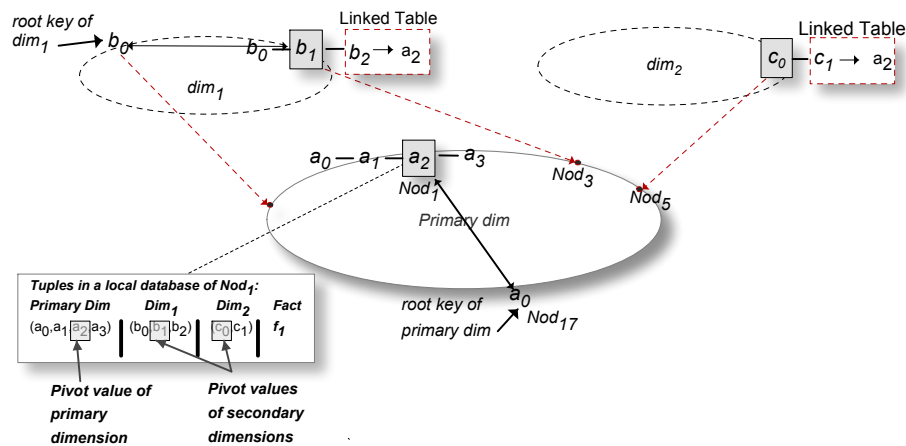 root key of
dim1
b0
b0 b1 b2 → a2
Linked Table
dim1
dim2
c0 c1 → a2
Linked Table
a0 a1 a2 a3
Nod1
Nod3
Nod5
Primary dim
root key of
primary dim
a0
Nod17
Tuples in a local database of Nod1:
Primary Dim Dim1 Dim2 Fact
(a0,a1,a2,a3) (b0,b1,b2) (c0,c1) f1
Pivot value of
primary
dimension
Pivot values
of secondary
dimensions